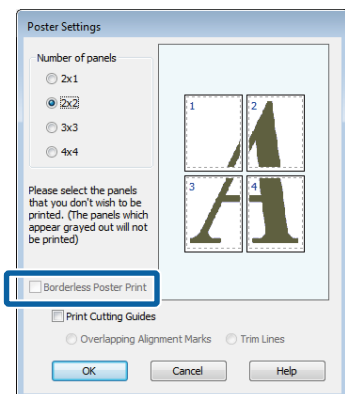 Poster Settings
Number of panels
2x1
2x2
3x3
4x4
1
2
3
4
A
Please select the panels
that you don't wish to be
printed. (The panels which
appear grayed out will not
be printed)
Borderless Poster Print
Print Cutting Guides
Overlapping Alignment Marks
Trim Lines
OK
Cancel
Help